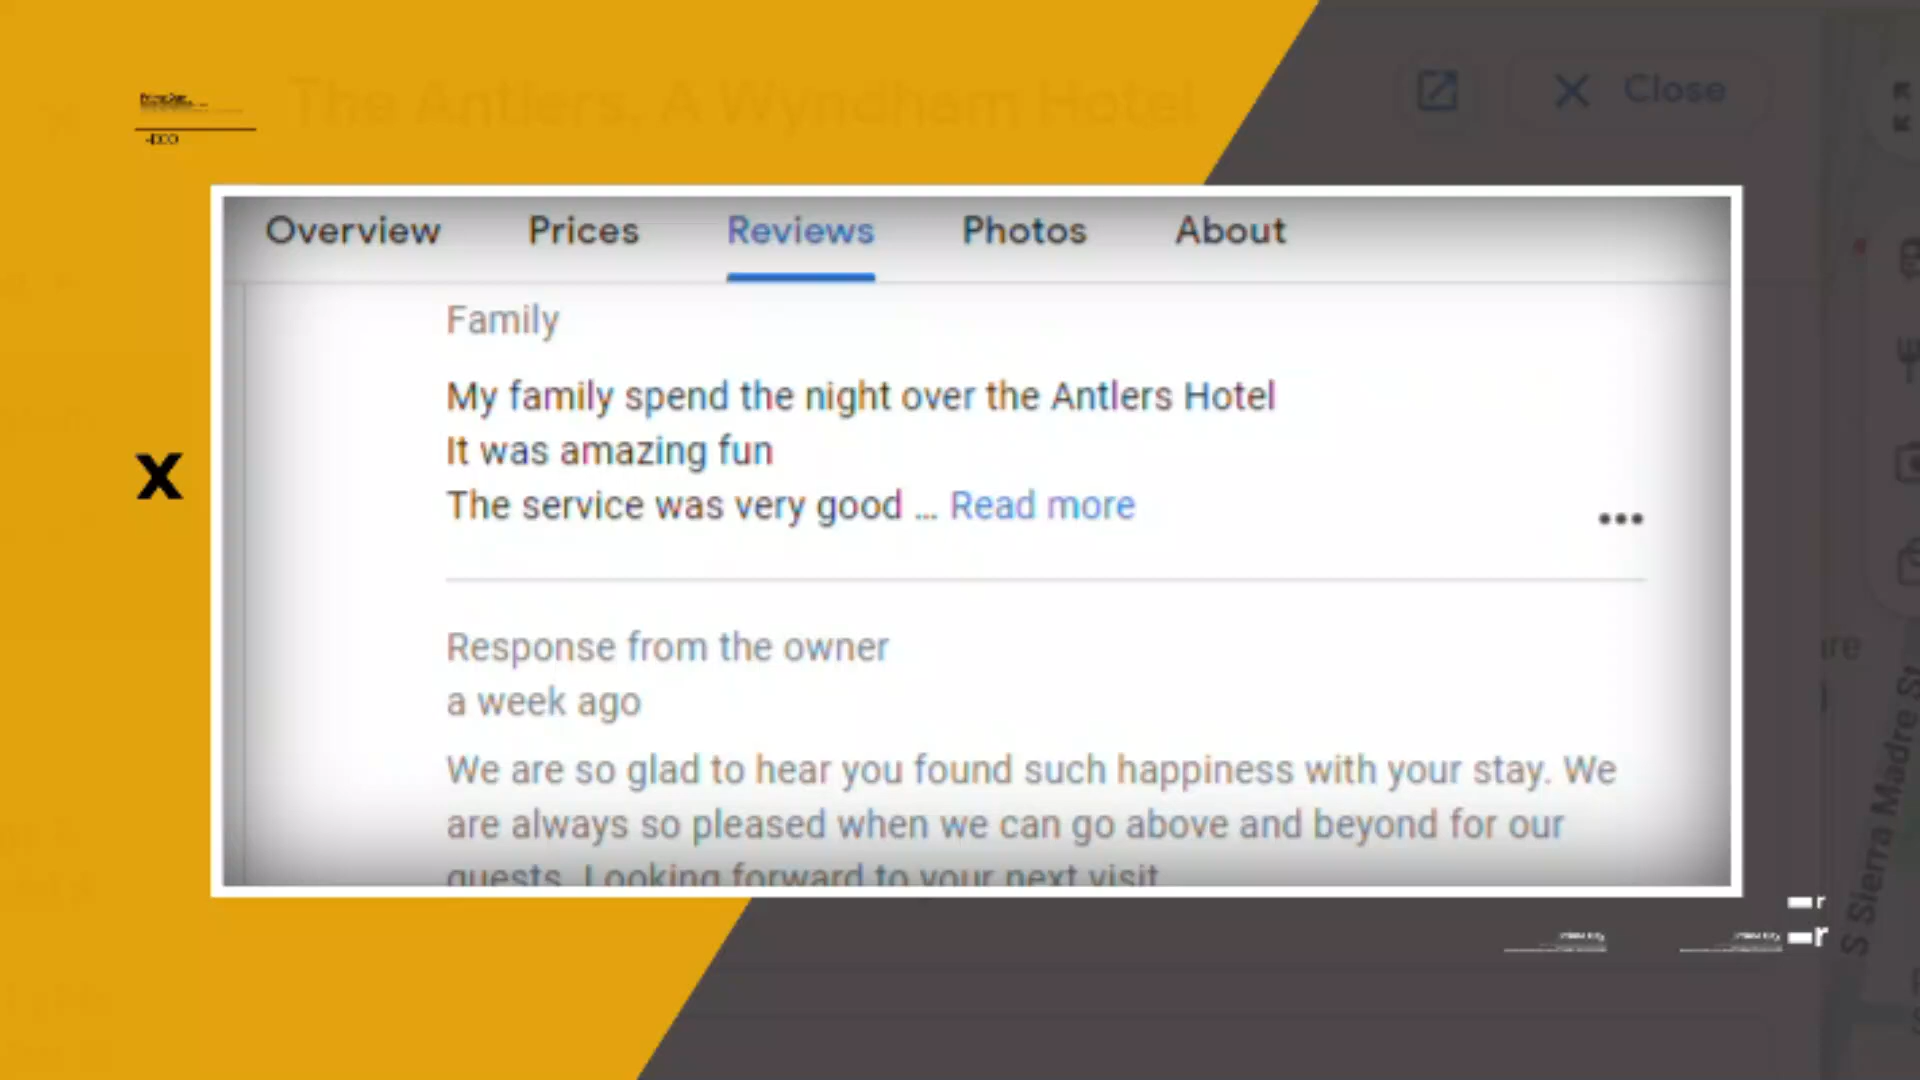 The Antlers, A Wyndham Hotel
Close
Overview Prices Reviews Photos About
Family
My family spend the night over the Antlers Hotel
It was amazing fun
The service was very good ... Read more
Response from the owner
a week ago
We are so glad to hear you found such happiness with your stay. We
are always so pleased when we can go above and beyond for our
guests. Looking forward to your next visit
X
S Sierra Madre St